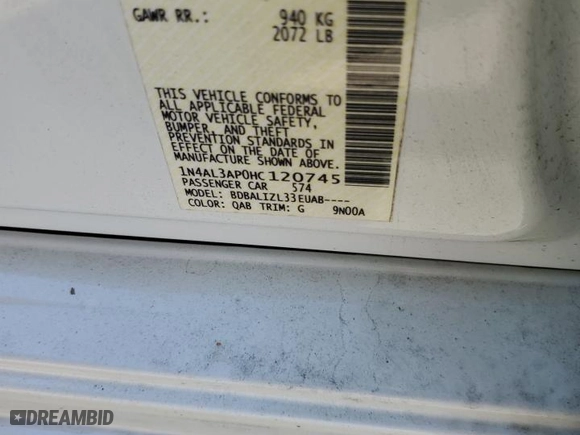 GAWR RR.: 940 KG
2072 LB
THIS VEHICLE CONFORMS TO
ALL APPLICABLE FEDERAL
MOTOR VEHICLE SAFETY,
BUMPER, AND THEFT
PREVENTION STANDARDS IN
EFFECT ON THE DATE OF
MANUFACTURE SHOWN ABOVE.
1N4AL3AP0HC120745
PASSENGER CAR 574
MODEL: BDBALIZL33EUAB----
COLOR: QAB TRIM: G 9N00A
DREAMBID